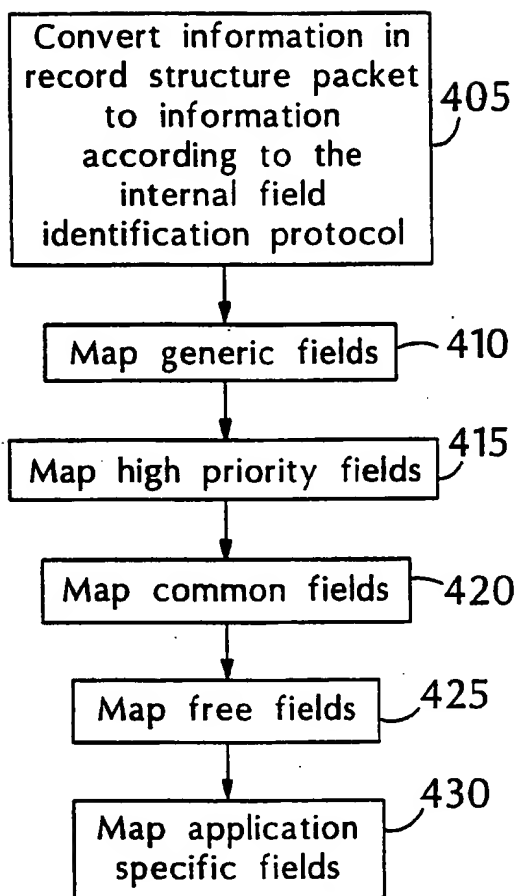 Convert information in
record structure packet
to information
according to the
internal field
identification protocol
405
Map generic fields
410
Map high priority fields
415
Map common fields
420
Map free fields
425
Map application
specific fields
430